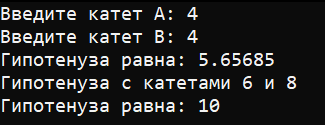 Введите катет A: 4
Введите катет B: 4
Гипотенуза равна: 5.65685
Гипотенуза с катетами 6 и 8
Гипотенуза равна: 10